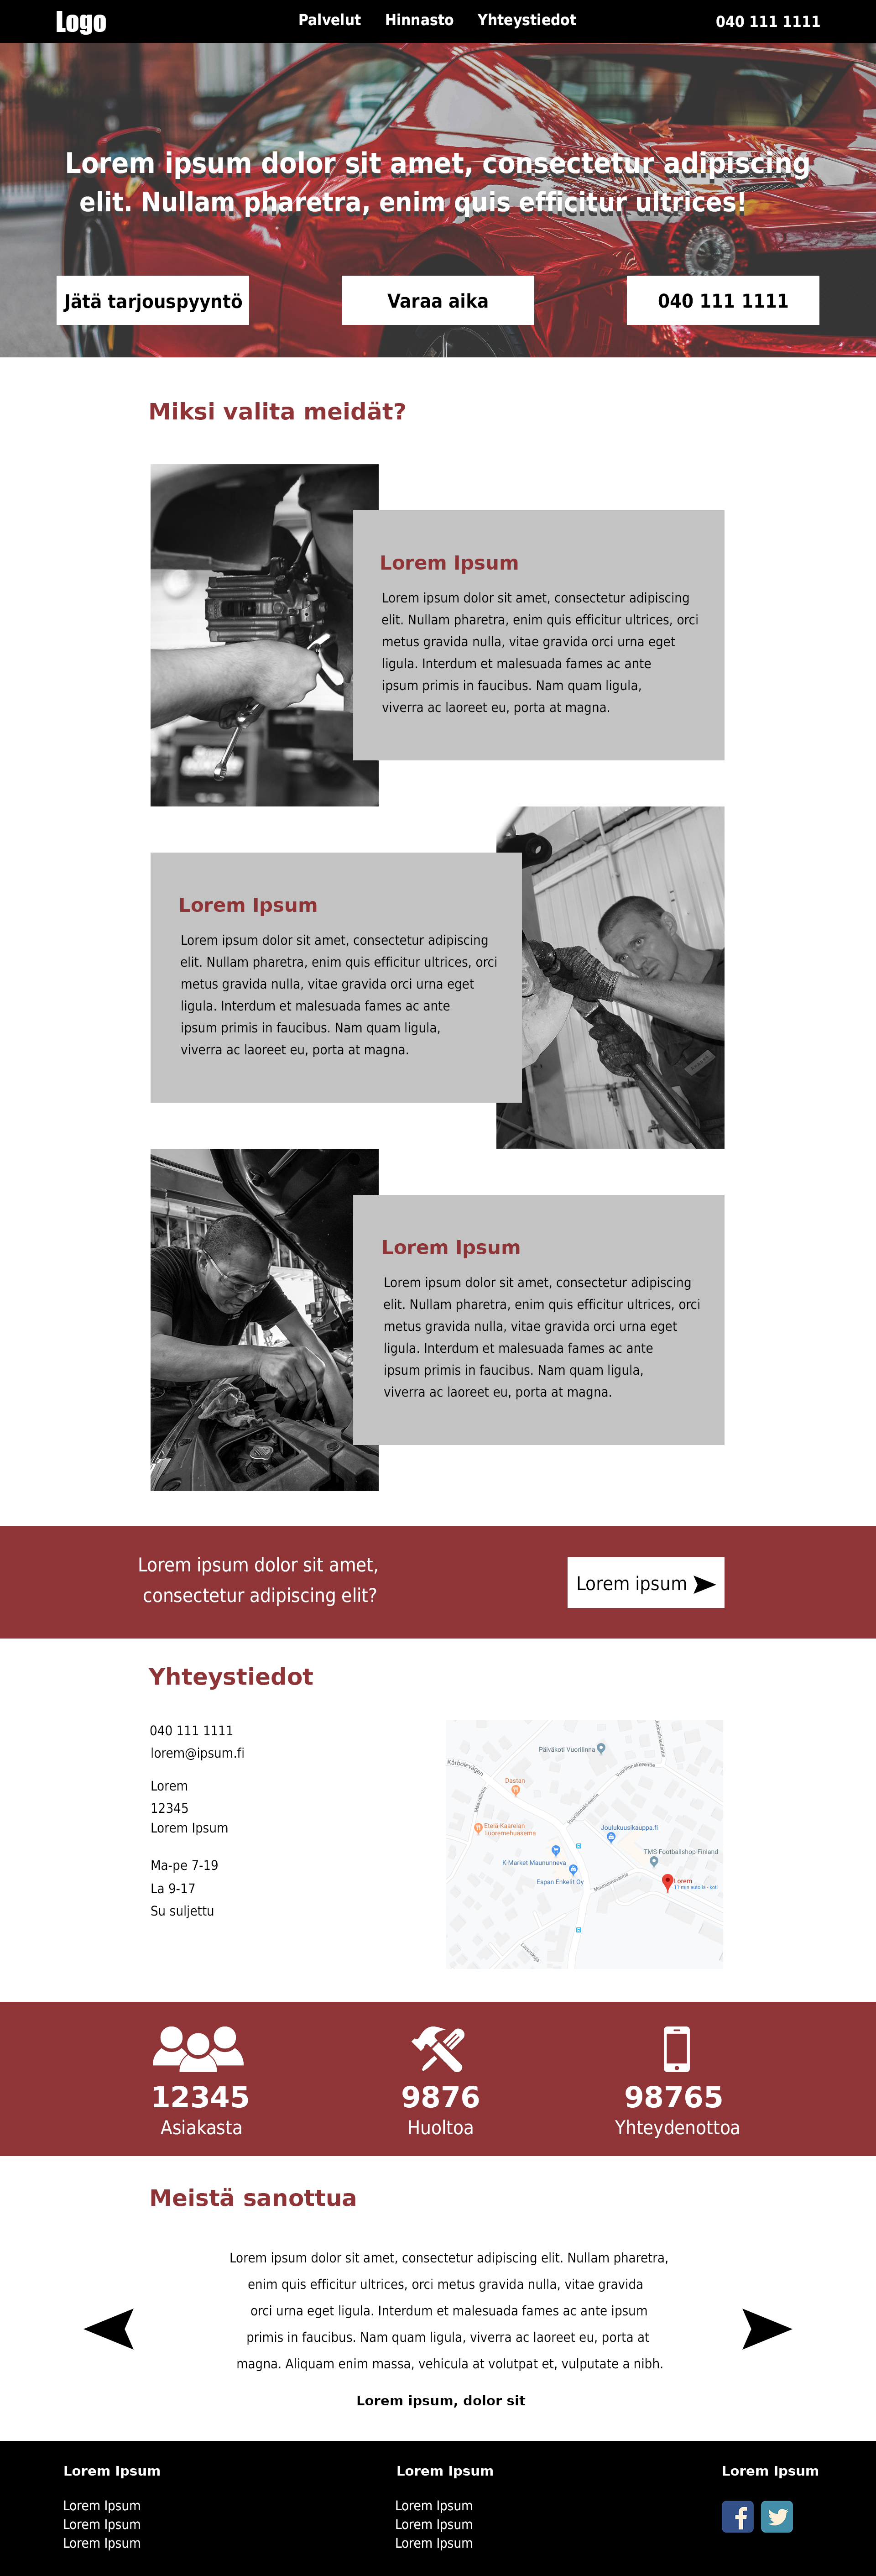 Logo
Palvelut Hinnasto Yhteystiedot
040 111 1111
Lorem ipsum dolor sit amet, consectetur adipiscing
elit. Nullam pharetra, enim quis efficitur ultrices!
Jätä tarjouspyyntö
Varaa aika
040 111 1111
Miksi valita meidät?
Lorem Ipsum
Lorem ipsum dolor sit amet, consectetur adipiscing
elit. Nullam pharetra, enim quis efficitur ultrices, orci
metus gravida nulla, vitae gravida orci urna eget
ligula. Interdum et malesuada fames ac ante
ipsum primis in faucibus. Nam quam ligula,
viverra ac laoreet eu, porta at magna.
Lorem Ipsum
Lorem ipsum dolor sit amet, consectetur adipiscing
elit. Nullam pharetra, enim quis efficitur ultrices, orci
metus gravida nulla, vitae gravida orci urna eget
ligula. Interdum et malesuada fames ac ante
ipsum primis in faucibus. Nam quam ligula,
viverra ac laoreet eu, porta at magna.
Lorem Ipsum
Lorem ipsum dolor sit amet, consectetur adipiscing
elit. Nullam pharetra, enim quis efficitur ultrices, orci
metus gravida nulla, vitae gravida orci urna eget
ligula. Interdum et malesuada fames ac ante
ipsum primis in faucibus. Nam quam ligula,
viverra ac laoreet eu, porta at magna.
Lorem ipsum dolor sit amet,
consectetur adipiscing elit?
Lorem ipsum
Yhteystiedot
040 111 1111
lorem@ipsum.fi
Lorem
12345
Lorem Ipsum
Ma-pe 7-19
La 9-17
Su suljettu
Päiväkoti Vuorilinna
Kårbölevägen
Vuorilinnakkeentie
Dastan
Vuorilinnakkeentie
Etelä-Kaarelan
Tuoremehuasema
Joulukuusikauppa.fi
TMS-Footballshop-Finland
K-Market Maununneva
Espan Enkelit Oy
Lorem
11 min autolla - koti
12345
Asiakasta
9876
Huoltoa
98765
Yhteydenottoa
Meistä sanottua
Lorem ipsum dolor sit amet, consectetur adipiscing elit. Nullam pharetra,
enim quis efficitur ultrices, orci metus gravida nulla, vitae gravida
orci urna eget ligula. Interdum et malesuada fames ac ante ipsum
primis in faucibus. Nam quam ligula, viverra ac laoreet eu, porta at
magna. Aliquam enim massa, vehicula at volutpat et, vulputate a nibh.
Lorem ipsum, dolor sit
Lorem Ipsum
Lorem Ipsum
Lorem Ipsum
Lorem Ipsum
Lorem Ipsum
Lorem Ipsum
Lorem Ipsum
Lorem Ipsum
Lorem Ipsum